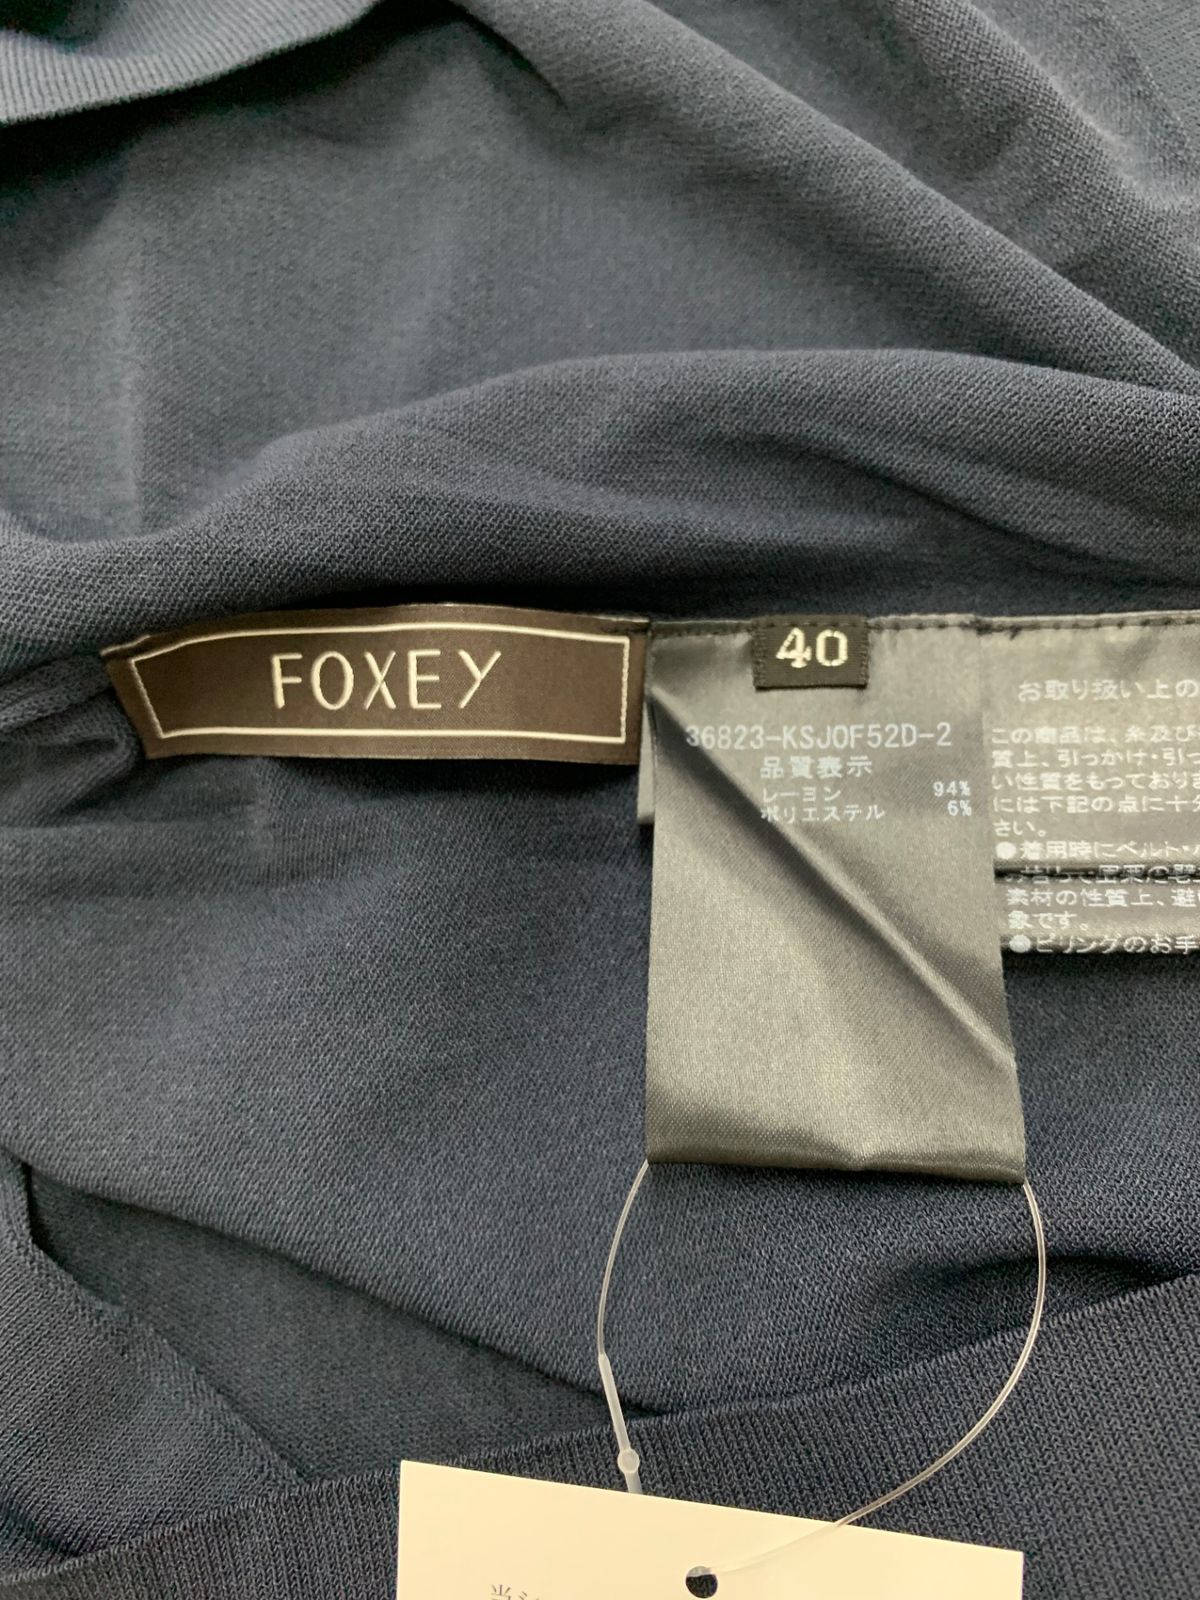 FOXEY
40
36823-KSJOF52D-2
品質表示
レーヨン 94%
ポリエステル 6%
お取り扱い上の
この商品は、糸及び
質上、引っかけ・引っ
い性質をもっており
には下記の点に十
さい。
●着用時にベルト・
素材の性質上、避
象です。
●ピリングのお手